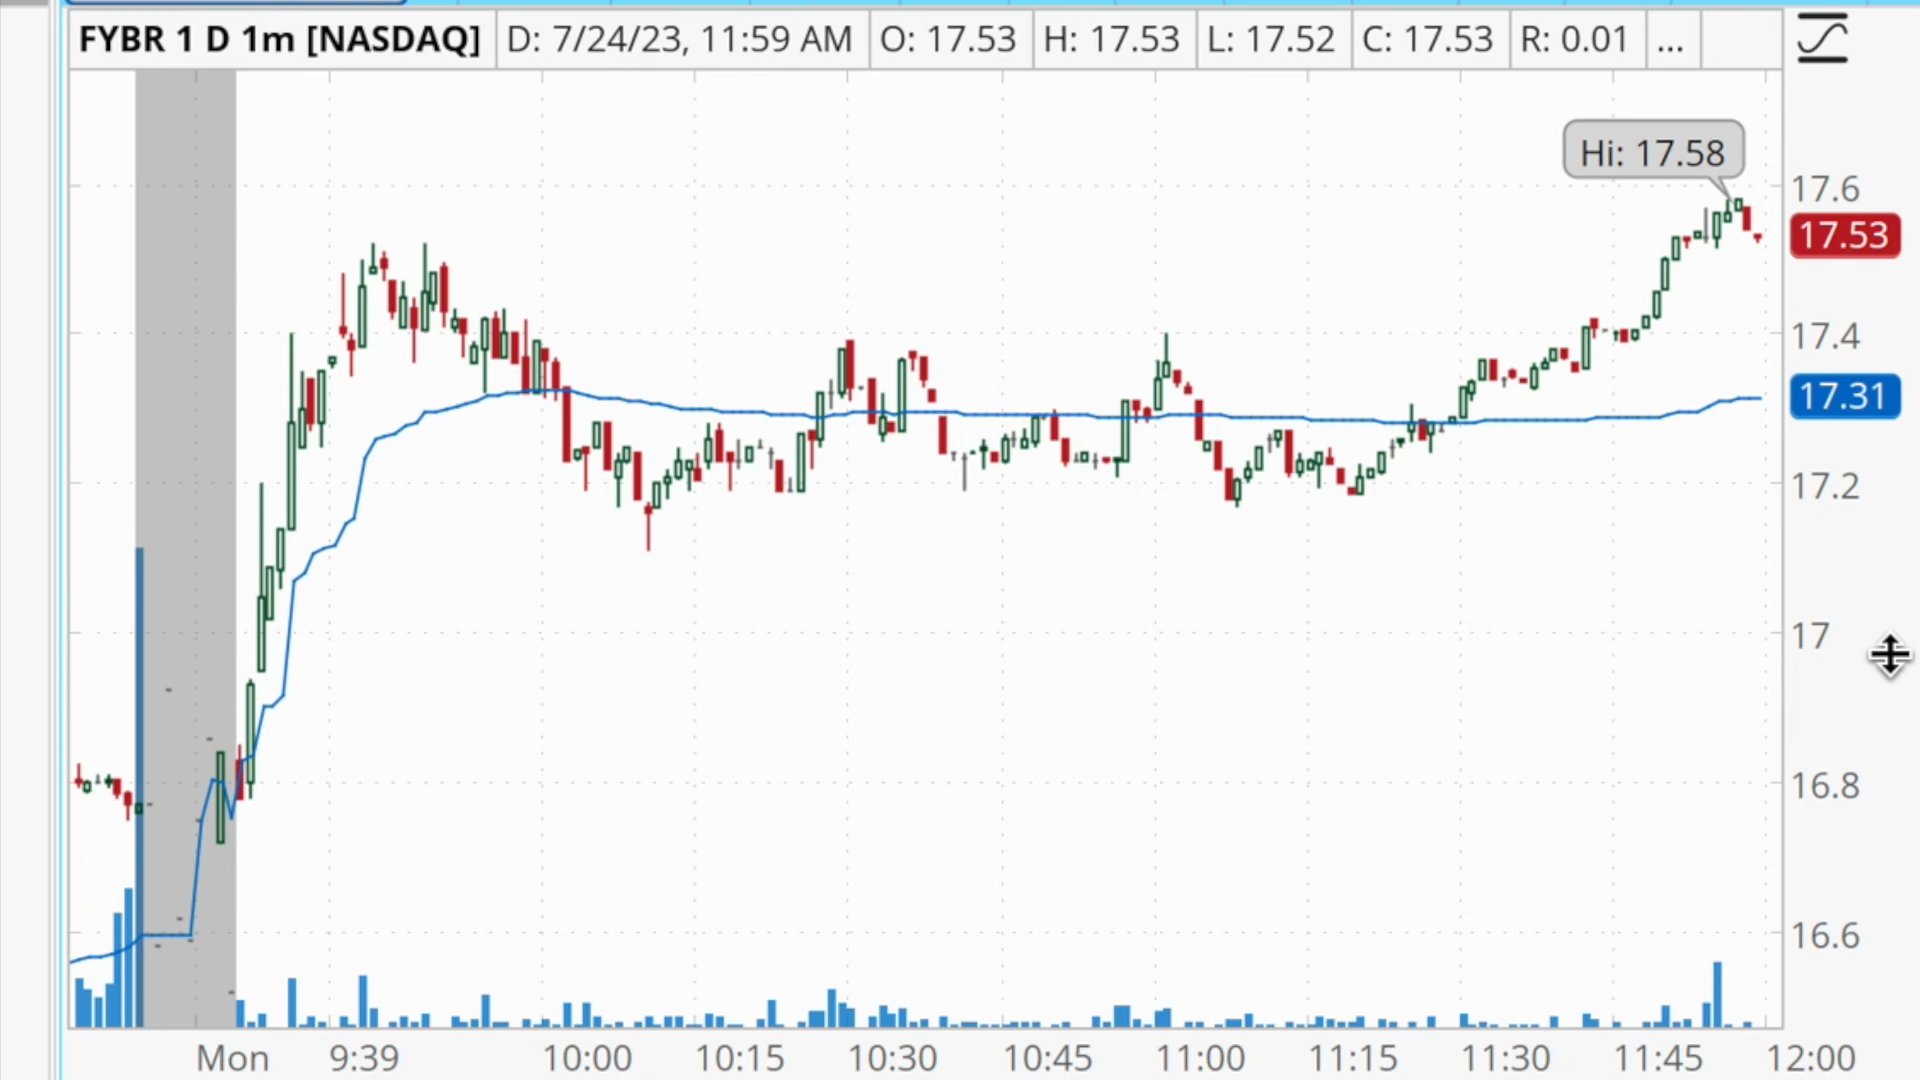 FYBR 1 D 1m [NASDAQ] D: 7/24/23, 11:59 AM O: 17.53 H: 17.53 L: 17.52 C: 17.53 R: 0.01 ...
Hi: 17.58
17.6
17.53
17.4
17.31
17.2
17
16.8
16.6
Mon 9:39 10:00 10:15 10:30 10:45 11:00 11:15 11:30 11:45 12:00